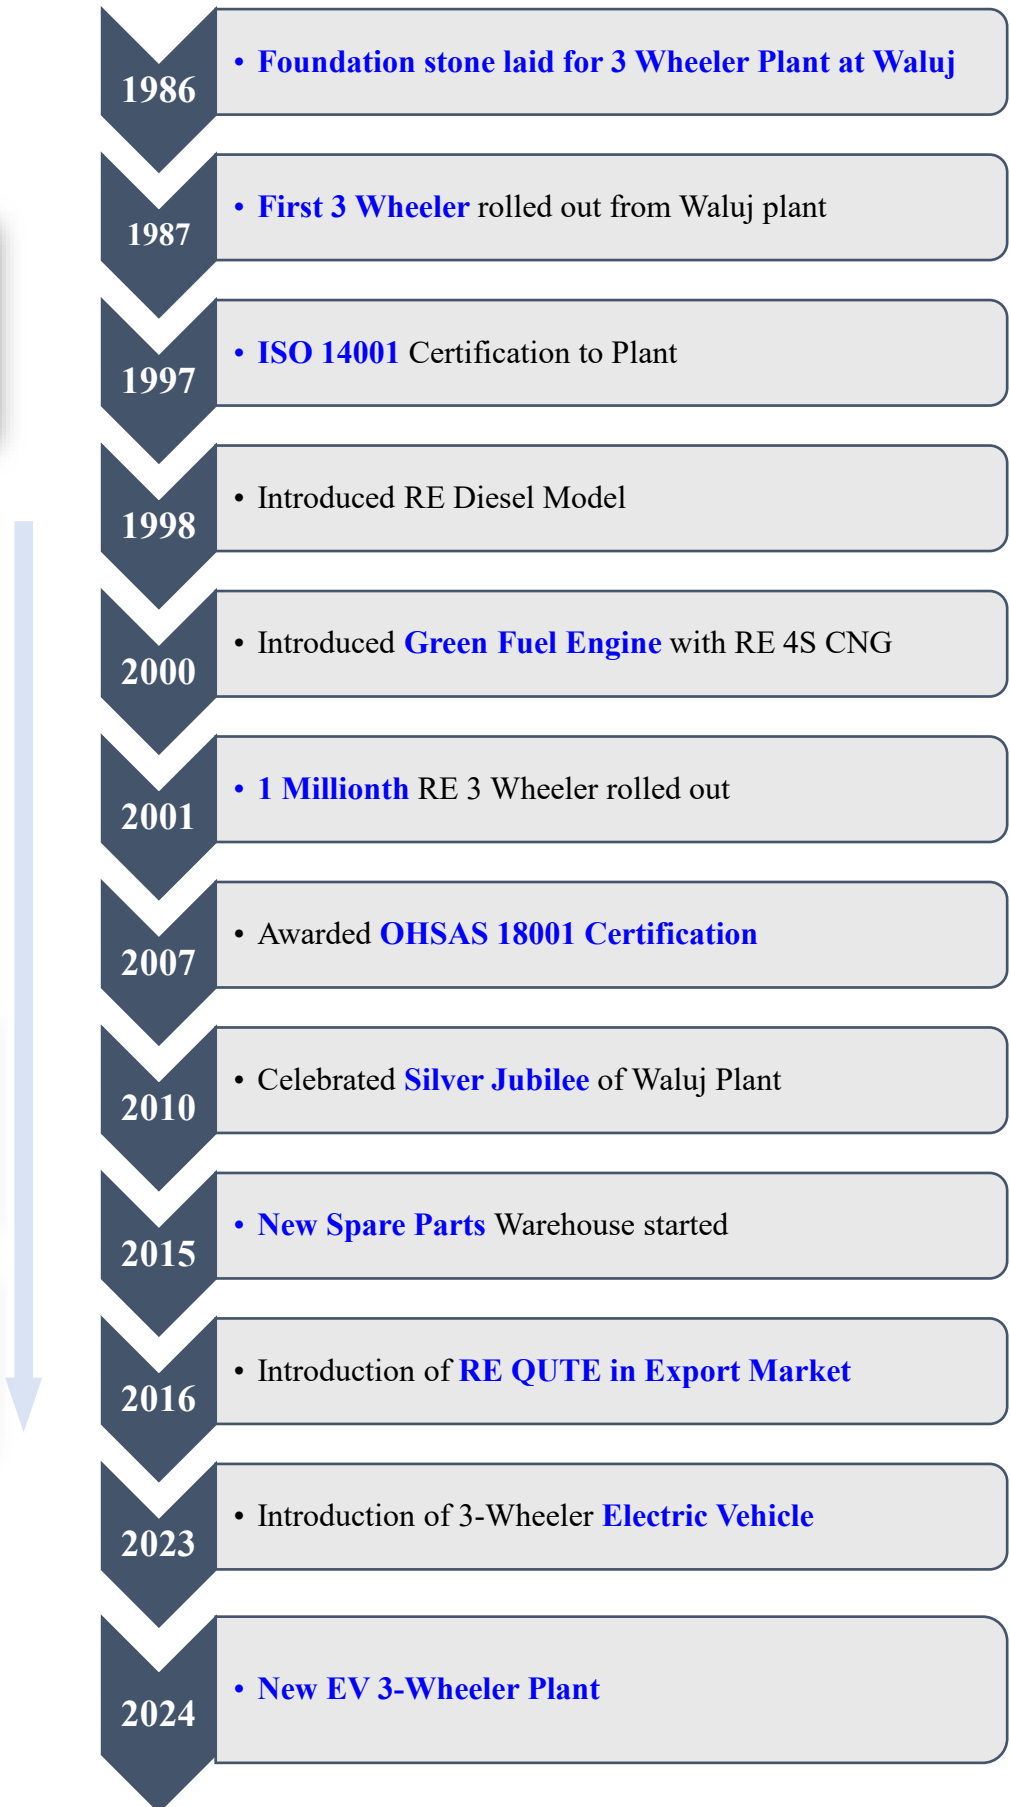 1986
• Foundation stone laid for 3 Wheeler Plant at Waluj
1987
• First 3 Wheeler rolled out from Waluj plant
1997
• ISO 14001 Certification to Plant
1998
• Introduced RE Diesel Model
2000
• Introduced Green Fuel Engine with RE 4S CNG
2001
• 1 Millionth RE 3 Wheeler rolled out
2007
• Awarded OHSAS 18001 Certification
2010
• Celebrated Silver Jubilee of Waluj Plant
2015
• New Spare Parts Warehouse started
2016
• Introduction of RE QUTE in Export Market
2023
• Introduction of 3-Wheeler Electric Vehicle
2024
• New EV 3-Wheeler Plant